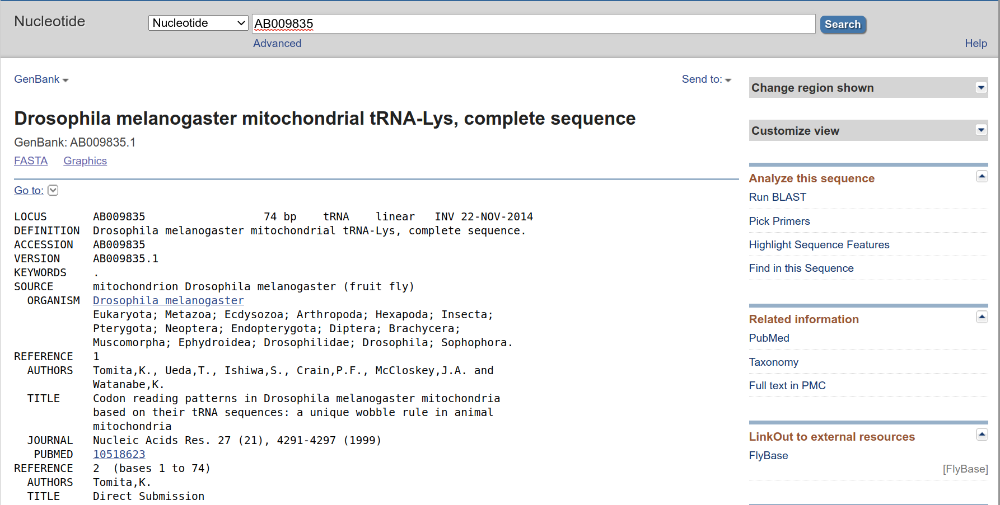 Nucleotide
Nucleotide
AB009835
Search
Advanced
Help
GenBank
Send to:
Drosophila melanogaster mitochondrial tRNA-Lys, complete sequence
GenBank: AB009835.1
FASTA Graphics
Go to:
LOCUS AB009835 74 bp tRNA linear INV 22-NOV-2014
DEFINITION Drosophila melanogaster mitochondrial tRNA-Lys, complete sequence.
ACCESSION AB009835
VERSION AB009835.1
KEYWORDS .
SOURCE mitochondrion Drosophila melanogaster (fruit fly)
ORGANISM Drosophila melanogaster
Eukaryota; Metazoa; Ecdysozoa; Arthropoda; Hexapoda; Insecta;
Pterygota; Neoptera; Endopterygota; Diptera; Brachycera;
Muscomorpha; Ephydroidea; Drosophilidae; Drosophila; Sophophora.
REFERENCE 1
AUTHORS Tomita,K., Ueda,T., Ishiwa,S., Crain,P.F., McCloskey,J.A. and
Watanabe,K.
TITLE Codon reading patterns in Drosophila melanogaster mitochondria
based on their tRNA sequences: a unique wobble rule in animal
mitochondria
JOURNAL Nucleic Acids Res. 27 (21), 4291-4297 (1999)
PUBMED 10518623
REFERENCE 2 (bases 1 to 74)
AUTHORS Tomita,K.
TITLE Direct Submission
Change region shown
Customize view
Analyze this sequence
Run BLAST
Pick Primers
Highlight Sequence Features
Find in this Sequence
Related information
PubMed
Taxonomy
Full text in PMC
LinkOut to external resources
FlyBase
[FlyBase]